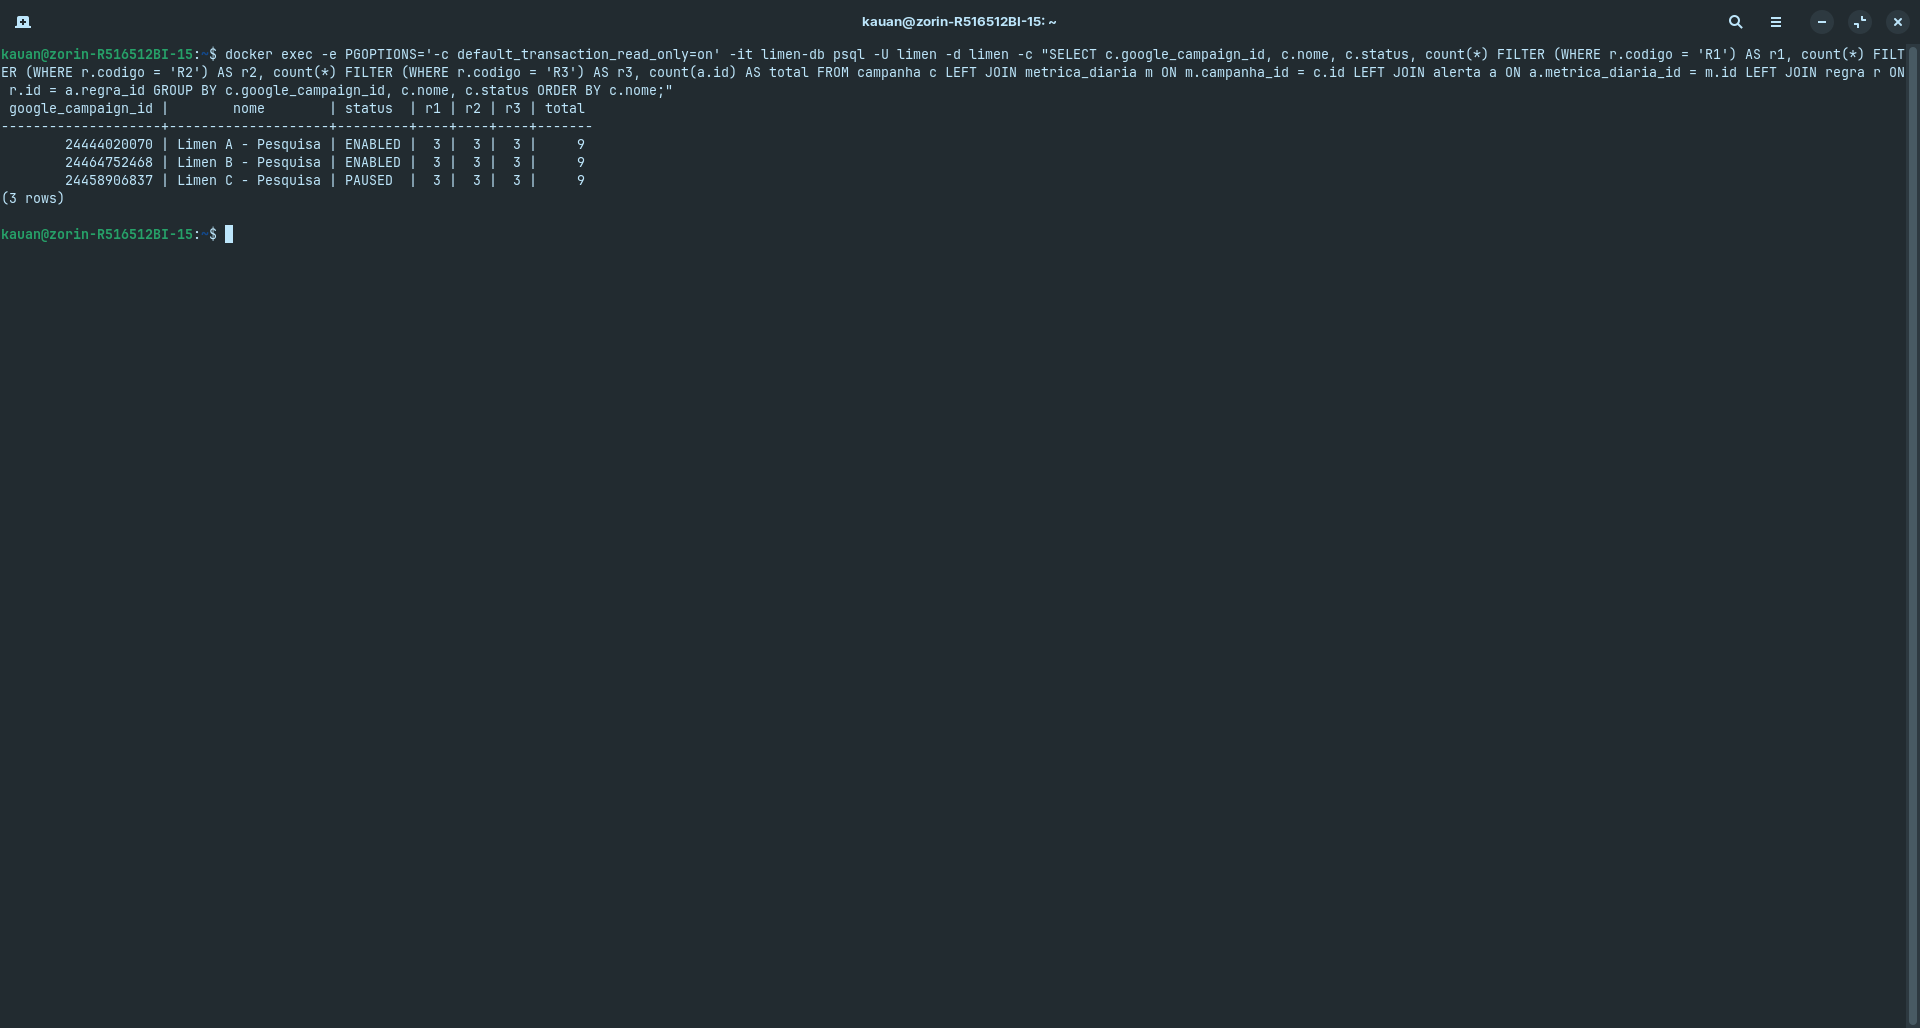 kauan@zorin-R516512BI-15: ~
kauan@zorin-R516512BI-15:~$ docker exec -e PGOPTIONS='-c default_transaction_read_only=on' -it limen-db psql -U limen -d limen -c "SELECT c.google_campaign_id, c.nome, c.status, count(*) FILTER (WHERE r.codigo = 'R1') AS r1, count(*) FILT
ER (WHERE r.codigo = 'R2') AS r2, count(*) FILTER (WHERE r.codigo = 'R3') AS r3, count(a.id) AS total FROM campanha c LEFT JOIN metrica_diaria m ON m.campanha_id = c.id LEFT JOIN alerta a ON a.metrica_diaria_id = m.id LEFT JOIN regra r ON
 r.id = a.regra_id GROUP BY c.google_campaign_id, c.nome, c.status ORDER BY c.nome;"
 google_campaign_id |        nome        | status  | r1 | r2 | r3 | total
--------------------+--------------------+---------+----+----+----+-------
        24444020070 | Limen A - Pesquisa | ENABLED |  3 |  3 |  3 |     9
        24464752468 | Limen B - Pesquisa | ENABLED |  3 |  3 |  3 |     9
        24458906837 | Limen C - Pesquisa | PAUSED  |  3 |  3 |  3 |     9
(3 rows)
kauan@zorin-R516512BI-15:~$